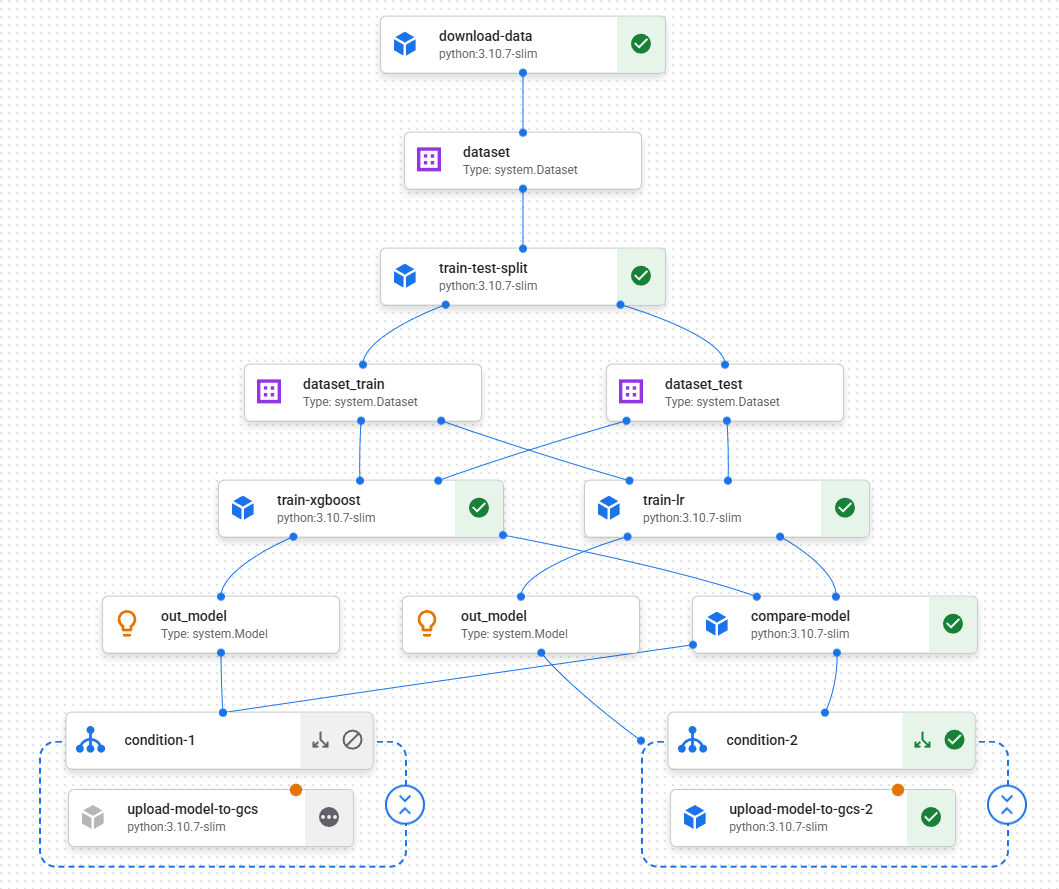 download-data
python:3.10.7-slim
dataset
Type: system.Dataset
train-test-split
python:3.10.7-slim
dataset_train
Type: system.Dataset
dataset_test
Type: system.Dataset
train-xgboost
python:3.10.7-slim
train-lr
python:3.10.7-slim
out_model
Type: system.Model
out_model
Type: system.Model
compare-model
python:3.10.7-slim
condition-1
condition-2
upload-model-to-gcs
python:3.10.7-slim
upload-model-to-gcs-2
python:3.10.7-slim